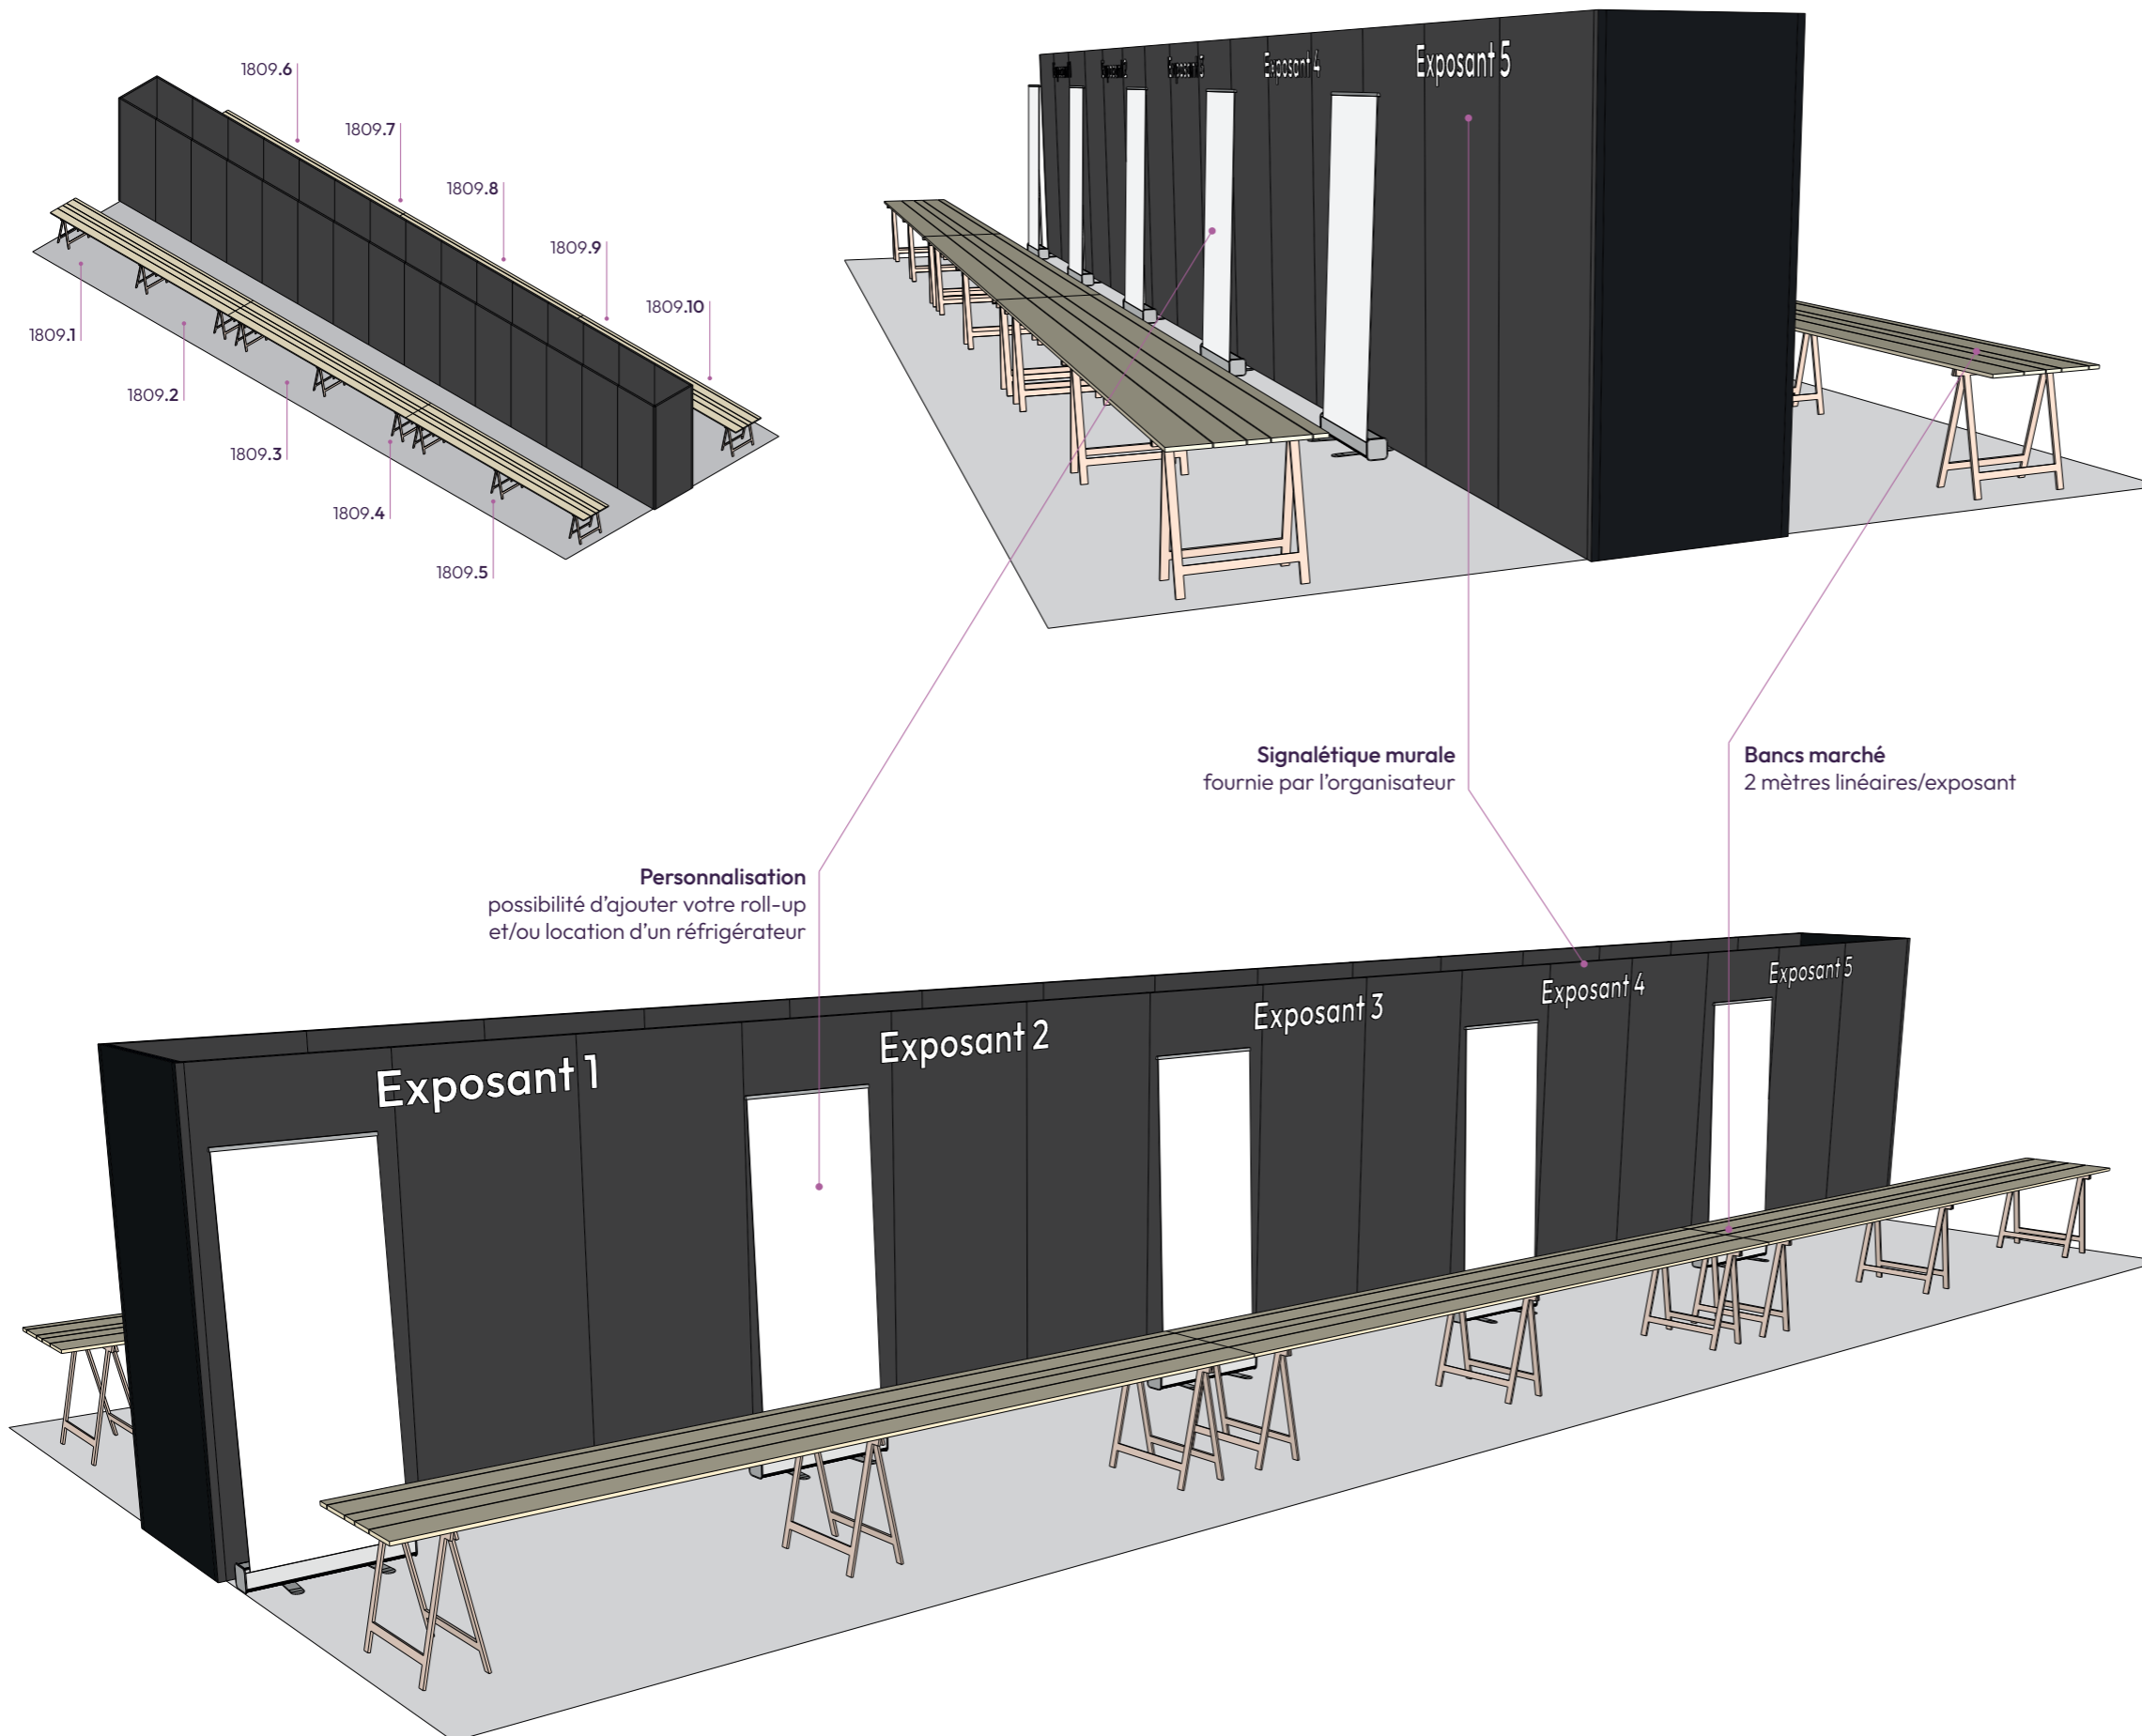 1809.6
1809.7
1809.8
1809.9
1809.10
1809.1
1809.2
1809.3
1809.4
1809.5
Exposant 4
Exposant 5
Signalétique murale
fournie par l'organisateur
Bancs marché
2 mètres linéaires/exposant
Personnalisation
possibilité d'ajouter votre roll-up
et/ou location d'un réfrigérateur
Exposant 1
Exposant 2
Exposant 3
Exposant 4
Exposant 5